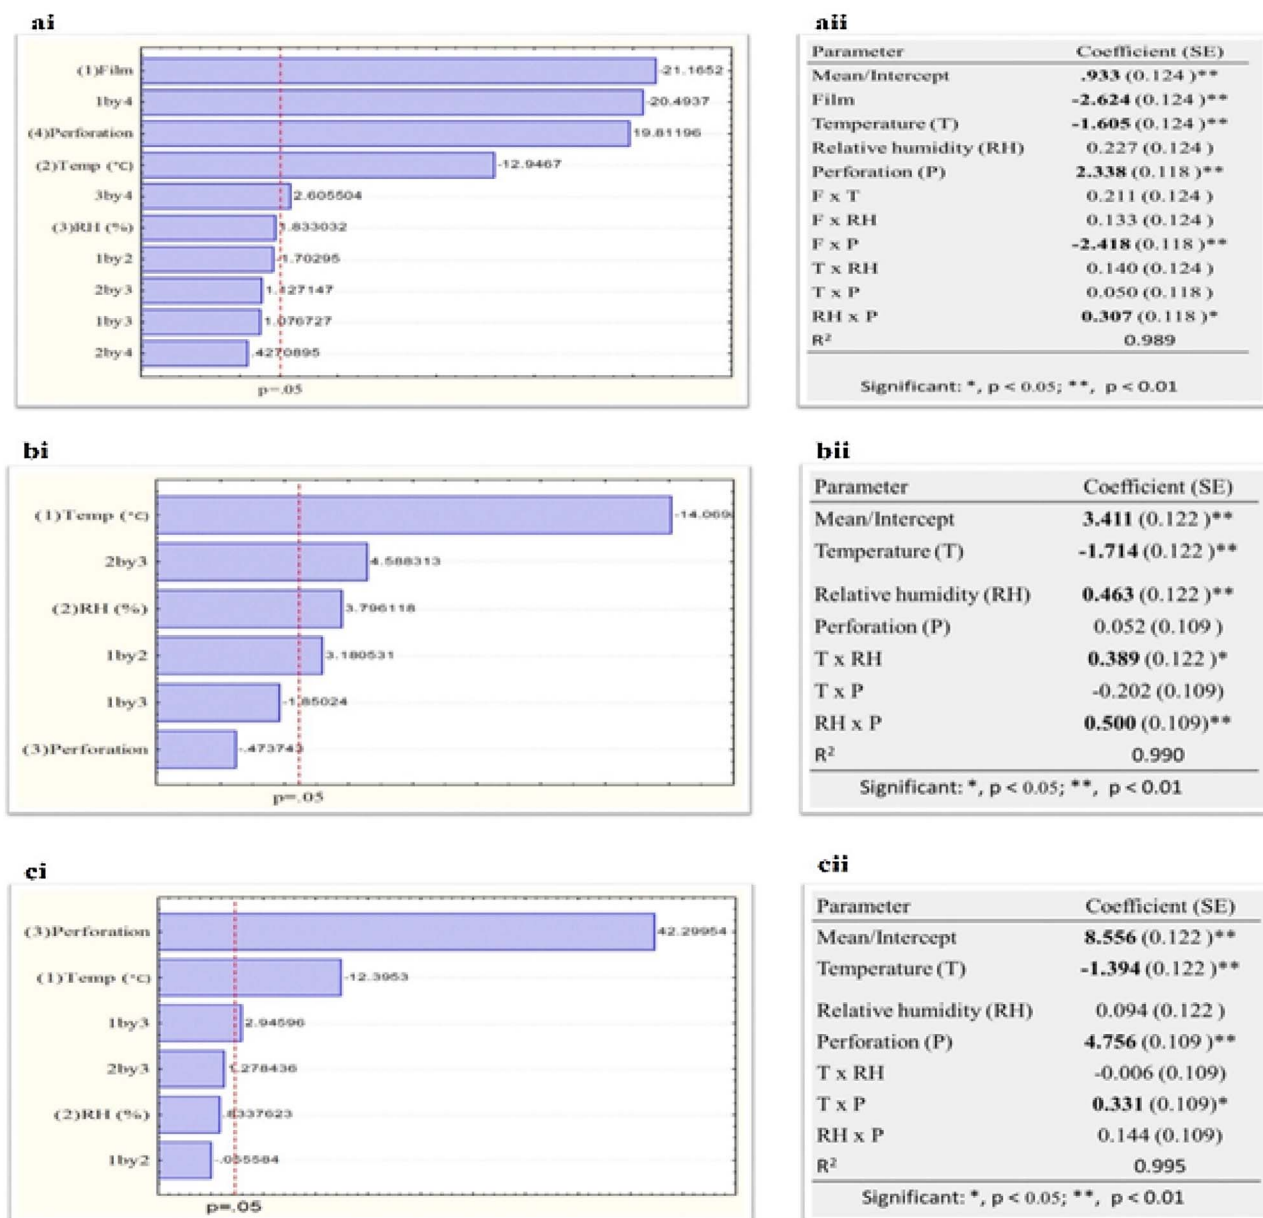 ai
(1)Film
-21.1652
1by4
-20.4937
(4)Perforation
19.81196
(2)Temp (°C)
-12.9467
3by4
2.605504
(3)RH (%)
1.833032
1by2
-1.70295
2by3
1.127147
1by3
1.076727
2by4
.4270895
p=.05
aii
Parameter Coefficient (SE)
Mean/Intercept .933 (0.124 )**
Film -2.624 (0.124 )**
Temperature (T) -1.605 (0.124 )**
Relative humidity (RH) 0.227 (0.124 )
Perforation (P) 2.338 (0.118 )**
F x T 0.211 (0.124 )
F x RH 0.133 (0.124 )
F x P -2.418 (0.118 )**
T x RH 0.140 (0.124 )
T x P 0.050 (0.118 )
RH x P 0.307 (0.118 )*
R² 0.989
Significant: *, p < 0.05; **, p < 0.01
bi
(1)Temp (°C)
-14.069
2by3
4.588313
(2)RH (%)
3.796118
1by2
3.180531
1by3
-1.85024
(3)Perforation
-.473743
p=.05
bii
Parameter Coefficient (SE)
Mean/Intercept 3.411 (0.122 )**
Temperature (T) -1.714 (0.122 )**
Relative humidity (RH) 0.463 (0.122 )**
Perforation (P) 0.052 (0.109 )
T x RH 0.389 (0.122 )*
T x P -0.202 (0.109)
RH x P 0.500 (0.109)**
R² 0.990
Significant: *, p < 0.05; **, p < 0.01
ci
(3)Perforation
42.29954
(1)Temp (°C)
-12.3953
1by3
2.94596
2by3
1.278436
(2)RH (%)
.8337623
1by2
-.055584
p=.05
cii
Parameter Coefficient (SE)
Mean/Intercept 8.556 (0.122 )**
Temperature (T) -1.394 (0.122 )**
Relative humidity (RH) 0.094 (0.122 )
Perforation (P) 4.756 (0.109 )**
T x RH -0.006 (0.109)
T x P 0.331 (0.109)*
RH x P 0.144 (0.109)
R² 0.995
Significant: *, p < 0.05; **, p < 0.01